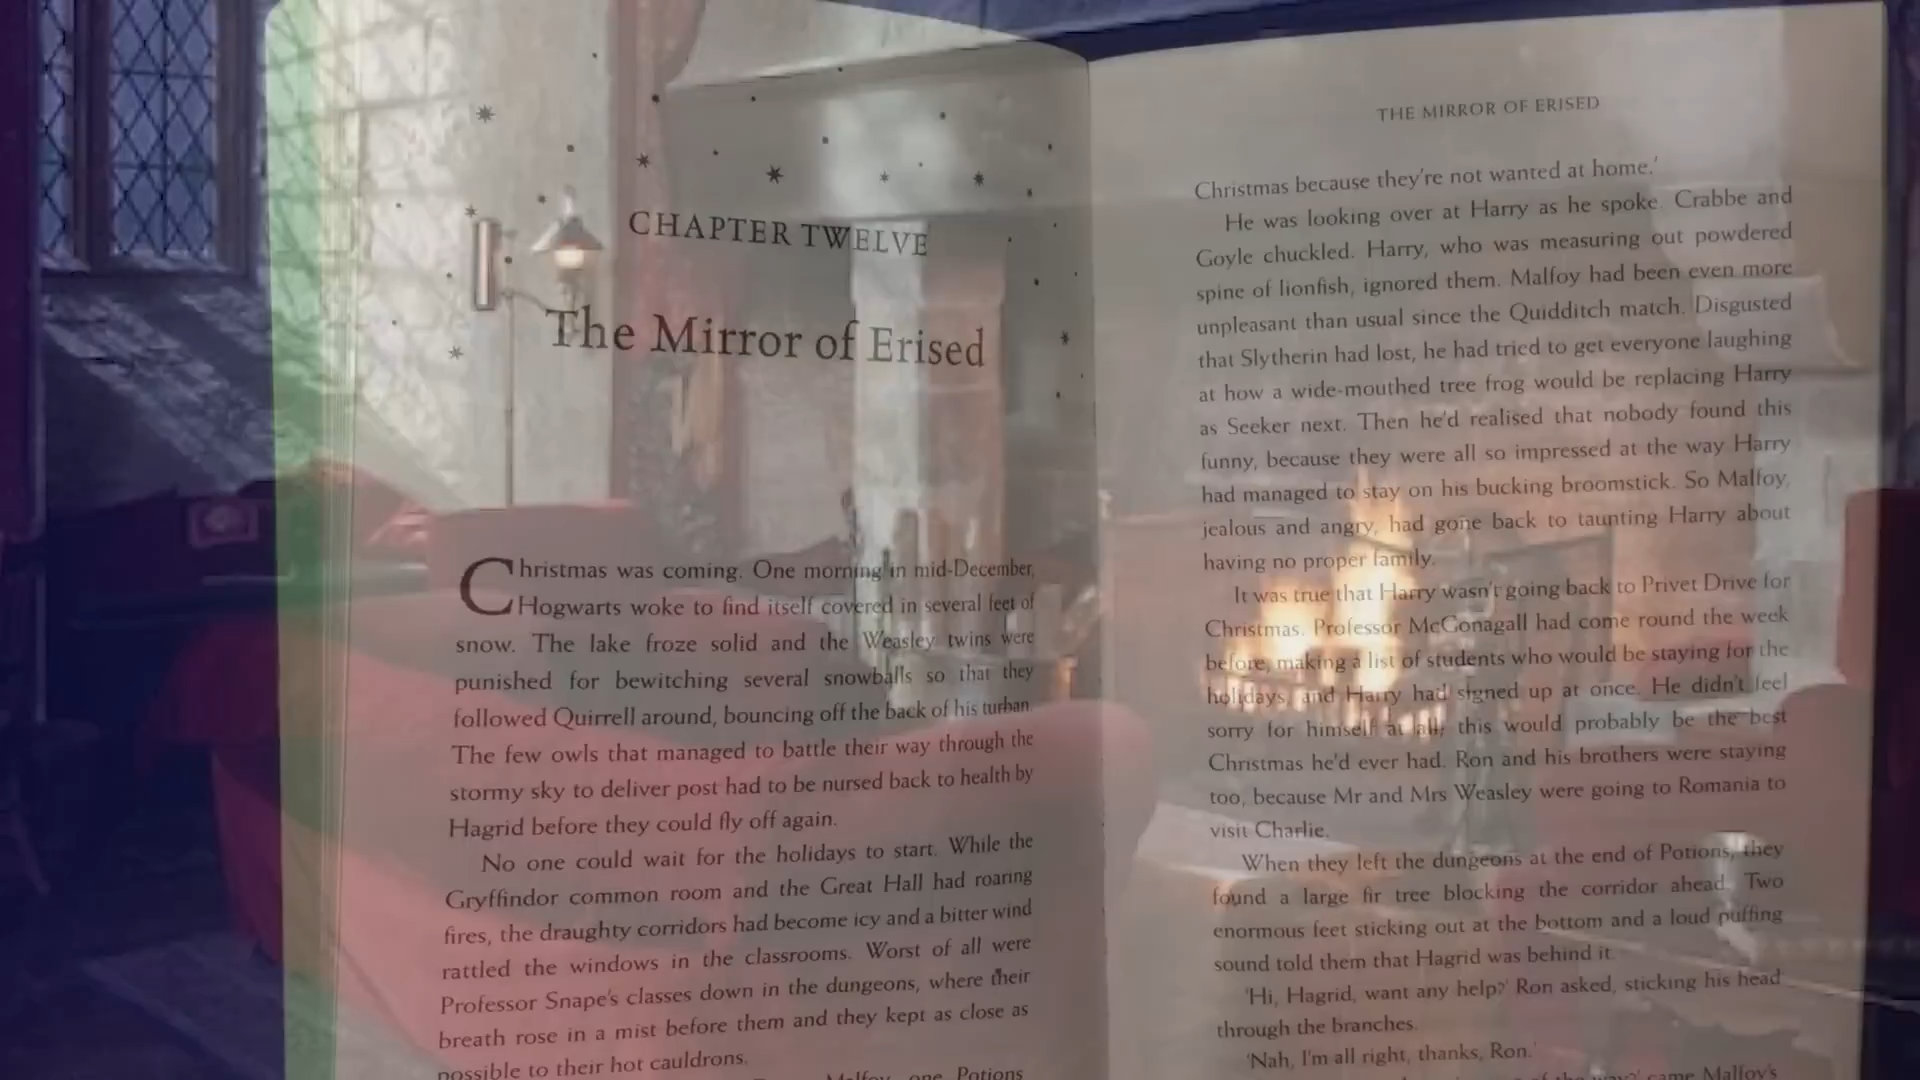 CHAPTER TWELVE
The Mirror of Erised
Christmas was coming. One morning in mid-December,
Hogwarts woke to find itself covered in several feet of
snow. The lake froze solid and the Weasley twins were
punished for bewitching several snowballs so that they
followed Quirrell around, bouncing off the back of his turban.
The few owls that managed to battle their way through the
stormy sky to deliver post had to be nursed back to health by
Hagrid before they could fly off again.
No one could wait for the holidays to start. While the
Gryffindor common room and the Great Hall had roaring
fires, the draughty corridors had become icy and a bitter wind
rattled the windows in the classrooms. Worst of all were
Professor Snape's classes down in the dungeons, where their
breath rose in a mist before them and they kept as close as
possible to their hot cauldrons.
Malfoy, one Potions
THE MIRROR OF ERISED
Christmas because they're not wanted at home.'
He was looking over at Harry as he spoke. Crabbe and
Goyle chuckled. Harry, who was measuring out powdered
spine of lionfish, ignored them. Malfoy had been even more
unpleasant than usual since the Quidditch match. Disgusted
that Slytherin had lost, he had tried to get everyone laughing
at how a wide-mouthed tree frog would be replacing Harry
as Seeker next. Then he'd realised that nobody found this
funny, because they were all so impressed at the way Harry
had managed to stay on his bucking broomstick. So Malfoy,
jealous and angry, had gone back to taunting Harry about
having no proper family.
It was true that Harry wasn't going back to Privet Drive for
Christmas. Professor McGonagall had come round the week
before, making a list of students who would be staying for the
holidays, and Harry had signed up at once. He didn't feel
sorry for himself at all; this would probably be the best
Christmas he'd ever had. Ron and his brothers were staying
too, because Mr and Mrs Weasley were going to Romania to
visit Charlie.
When they left the dungeons at the end of Potions, they
found a large fir tree blocking the corridor ahead. Two
enormous feet sticking out at the bottom and a loud puffing
sound told them that Hagrid was behind it.
'Hi, Hagrid, want any help?' Ron asked, sticking his head
through the branches.
'Nah, I'm all right, thanks, Ron.'
of the way?' came Malfoy's